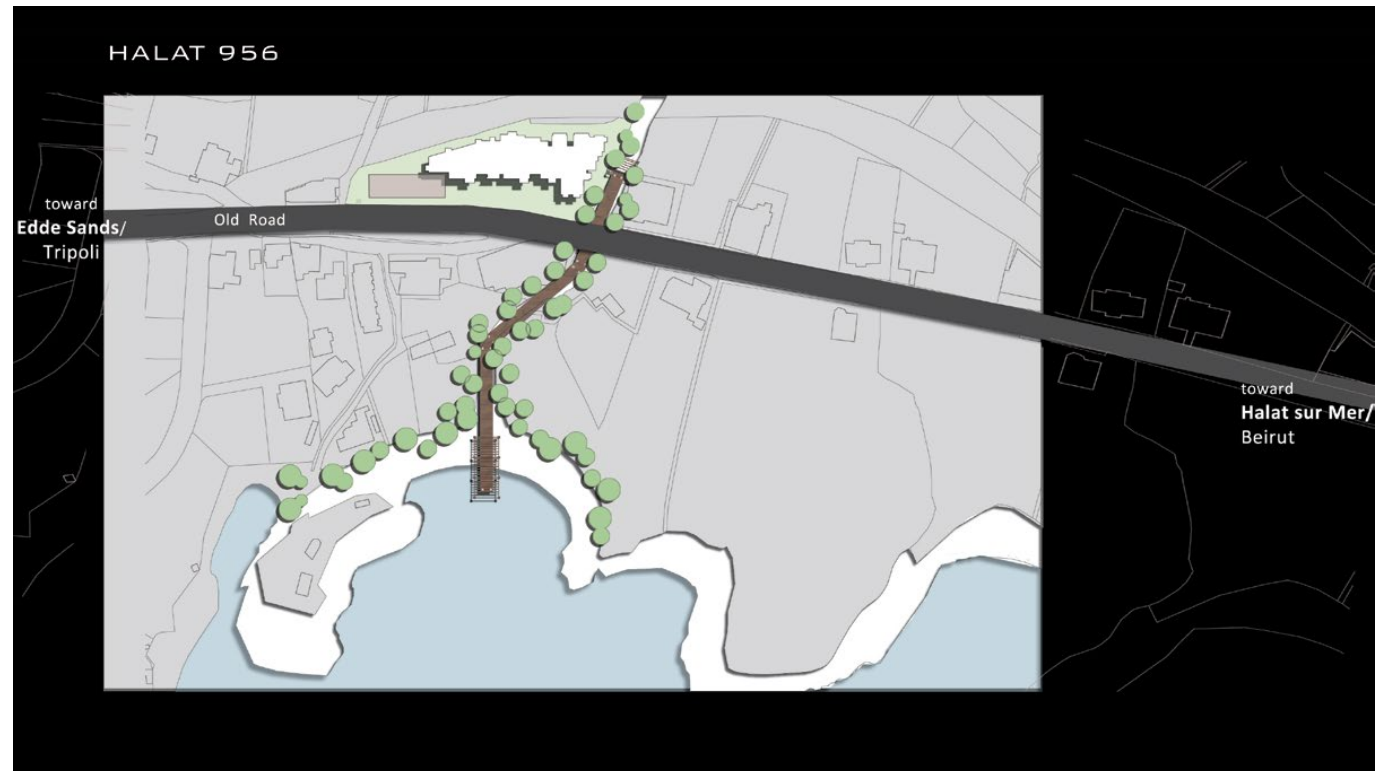 HALAT 956
toward
Edde Sands/
Tripoli
Old Road
toward
Halat sur Mer/
Beirut